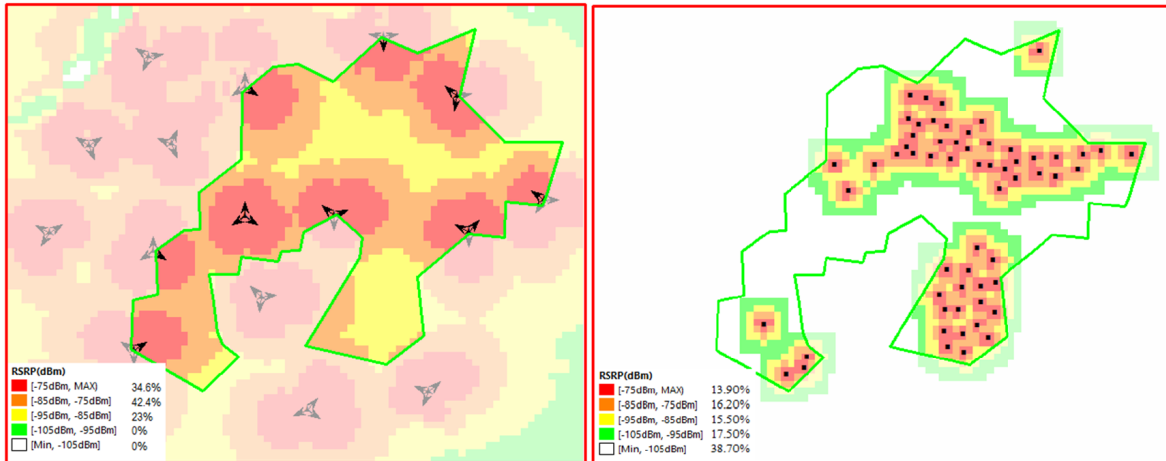 RSRP(dBm)
[-75dBm, MAX) 34.6%
[-85dBm, -75dBm] 42.4%
[-95dBm, -85dBm] 23%
[-105dBm, -95dBm] 0%
[Min, -105dBm] 0%
RSRP(dBm)
[-75dBm, MAX) 13.90%
[-85dBm, -75dBm] 16.20%
[-95dBm, -85dBm] 15.50%
[-105dBm, -95dBm] 17.50%
[Min, -105dBm] 38.70%